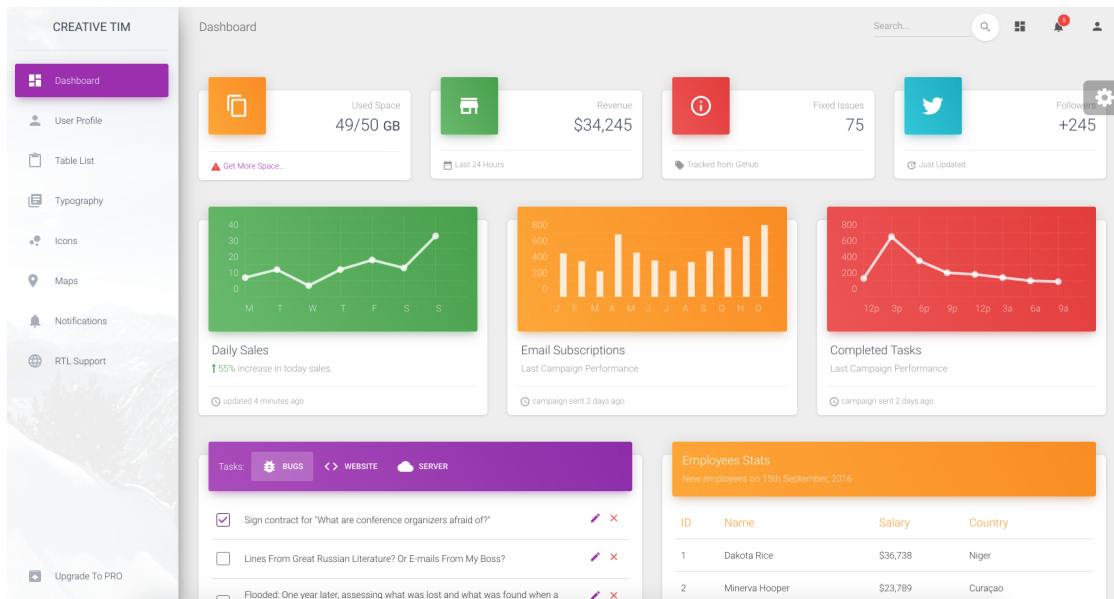 CREATIVE TIM
Dashboard
User Profile
Table List
Typography
Icons
Maps
Notifications
RTL Support
Upgrade To PRO
Dashboard
Search...
5
Used Space
49/50 GB
Get More Space...
Revenue
$34,245
Last 24 Hours
Fixed Issues
75
Tracked from Github
Followers
+245
Just Updated
40
30
20
10
0
M T W T F S S
Daily Sales
55% increase in today sales.
updated 4 minutes ago
800
600
400
200
0
J F M A M J J A S O N D
Email Subscriptions
Last Campaign Performance
campaign sent 2 days ago
800
600
400
200
0
12p 3p 6p 9p 12p 3a 6a 9a
Completed Tasks
Last Campaign Performance
campaign sent 2 days ago
Tasks: BUGS WEBSITE SERVER
Sign contract for "What are conference organizers afraid of?"
Lines From Great Russian Literature? Or E-mails From My Boss?
Flooded: One year later, assessing what was lost and what was found when a
Employees Stats
New employees on 15th September, 2016
ID Name Salary Country
1 Dakota Rice $36,738 Niger
2 Minerva Hooper $23,789 Curaçao